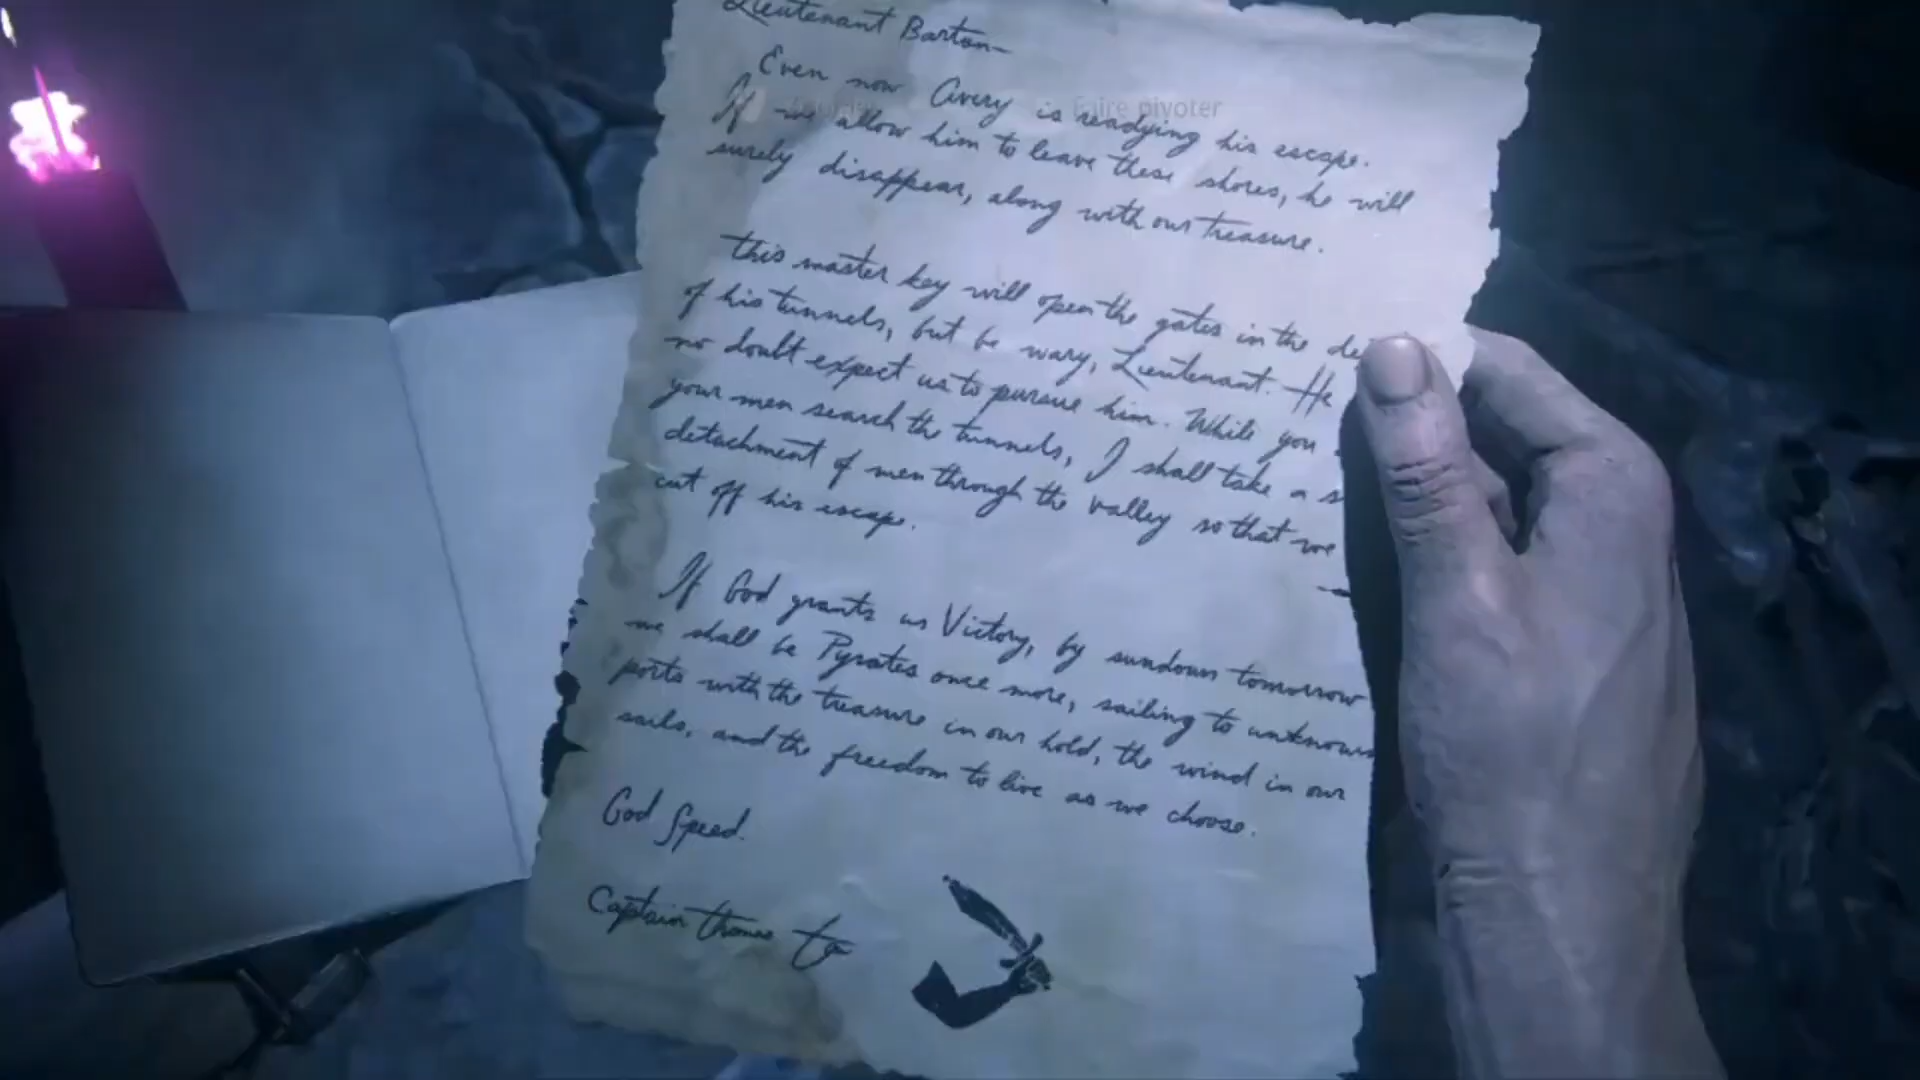 Lieutenant Barton—
Faire pivoter
Even now Avery is readying his escape.
If we allow him to leave these shores, he will
surely disappear, along with our treasure.
This master key will open the gates in the de
of his tunnels, but be wary, Lieutenant. He
no doubt expect us to pursue him. While you
your men search the tunnels, I shall take a s
detachment of men through the valley so that we
cut off his escape.
If God grants us Victory, by sundown tomorrow
we shall be Pyrates once more, sailing to unknown
ports with the treasure in our hold, the wind in our
sails, and the freedom to live as we choose.
God Speed.
Captain Thomas